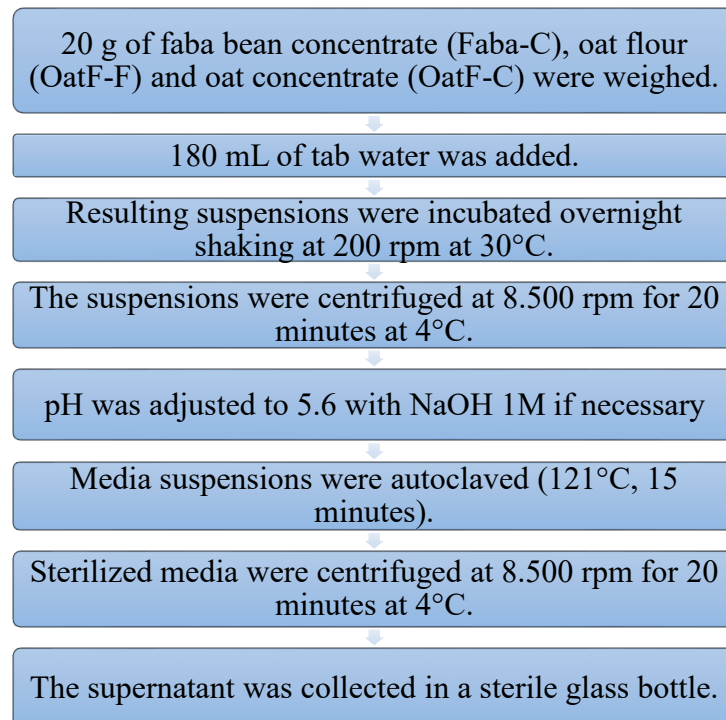 20 g of faba bean concentrate (Faba-C), oat flour
(OatF-F) and oat concentrate (OatF-C) were weighed.
180 mL of tab water was added.
Resulting suspensions were incubated overnight
shaking at 200 rpm at 30°C.
The suspensions were centrifuged at 8.500 rpm for 20
minutes at 4°C.
pH was adjusted to 5.6 with NaOH 1M if necessary
Media suspensions were autoclaved (121°C, 15
minutes).
Sterilized media were centrifuged at 8.500 rpm for 20
minutes at 4°C.
The supernatant was collected in a sterile glass bottle.